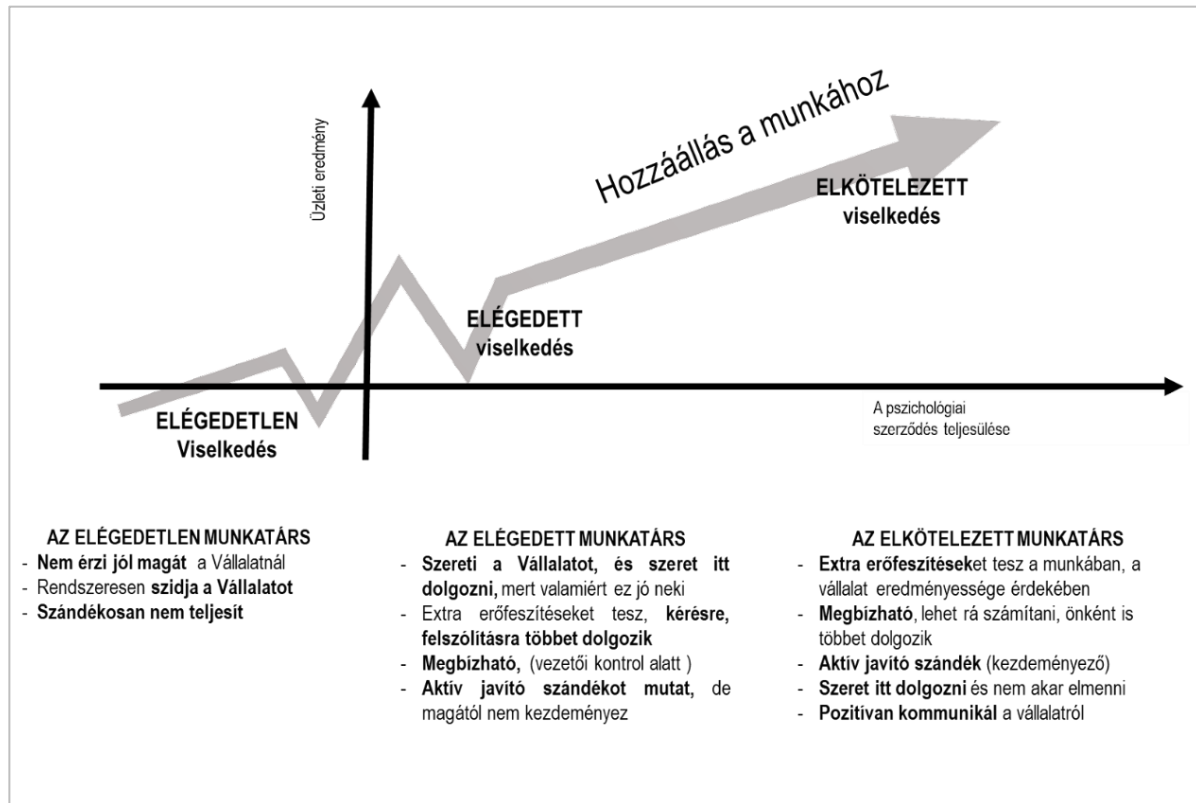 Üzleti eredmény
Hozzáállás a munkához
ELKÖTELEZETT
viselkedés
ELÉGEDETT
viselkedés
ELÉGEDETLEN
Viselkedés
A pszichológiai
szerződés teljesülése
AZ ELÉGEDETLEN MUNKATÁRS
- Nem érzi jól magát a Vállalatnál
- Rendszeresen szidja a Vállalatot
- Szándékosan nem teljesít
AZ ELÉGEDETT MUNKATÁRS
- Szereti a Vállalatot, és szeret itt
dolgozni, mert valamiért ez jó neki
- Extra erőfeszítéseket tesz, kérésre,
felszólításra többet dolgozik
- Megbízható, (vezetői kontrol alatt )
- Aktív javító szándékot mutat, de
magától nem kezdeményez
AZ ELKÖTELEZETT MUNKATÁRS
- Extra erőfeszítéseket tesz a munkában, a
vállalat eredményessége érdekében
- Megbízható, lehet rá számítani, önként is
többet dolgozik
- Aktív javító szándék (kezdeményező)
- Szeret itt dolgozni és nem akar elmenni
- Pozitívan kommunikál a vállalatról